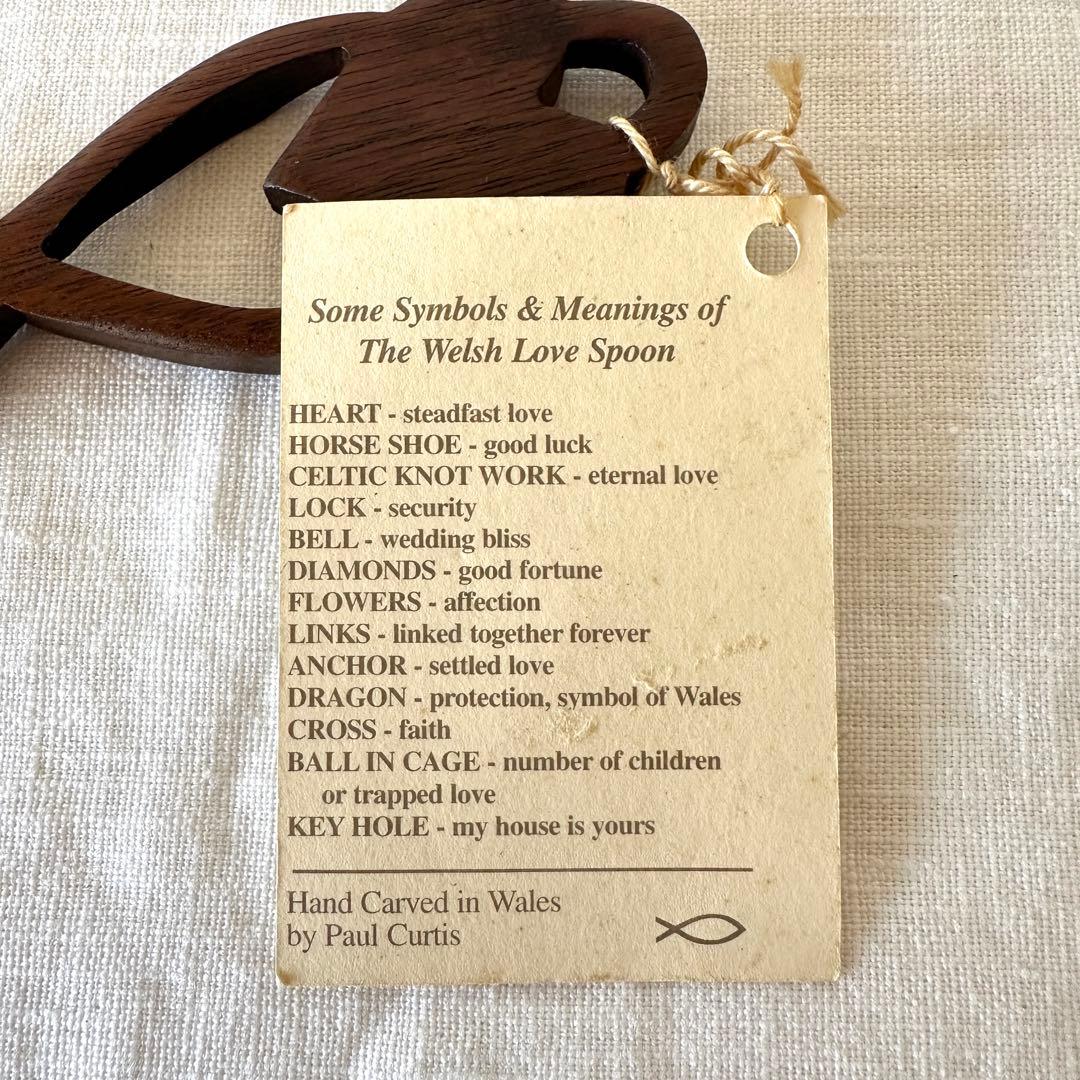 Some Symbols & Meanings of
The Welsh Love Spoon
HEART - steadfast love
HORSE SHOE - good luck
CELTIC KNOT WORK - eternal love
LOCK - security
BELL - wedding bliss
DIAMONDS - good fortune
FLOWERS - affection
LINKS - linked together forever
ANCHOR - settled love
DRAGON - protection, symbol of Wales
CROSS - faith
BALL IN CAGE - number of children
or trapped love
KEY HOLE - my house is yours
Hand Carved in Wales
by Paul Curtis